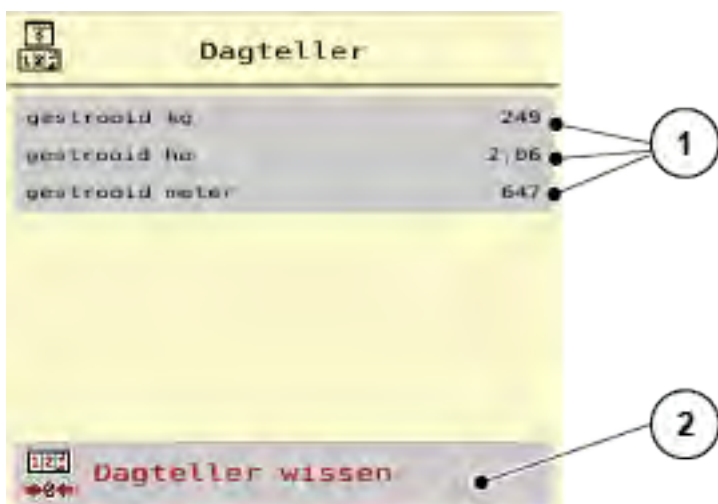 Dagteller
gestrooid kg 249
gestrooid ha 2,06
gestrooid meter 647
1
2
Dagteller wissen